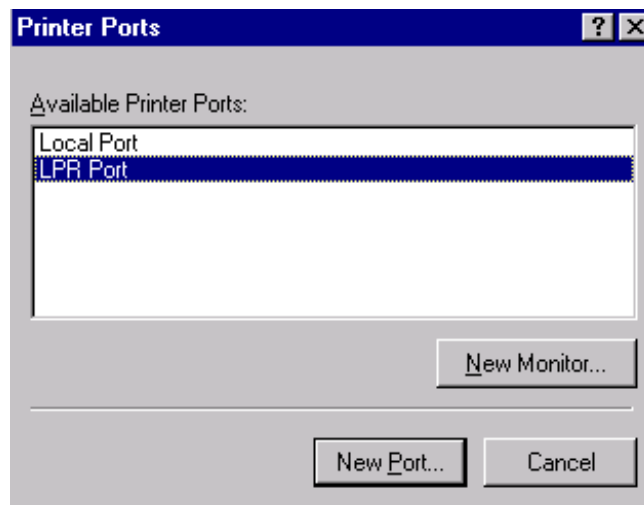 Printer Ports
Available Printer Ports:
Local Port
LPR Port
New Monitor...
New Port...
Cancel